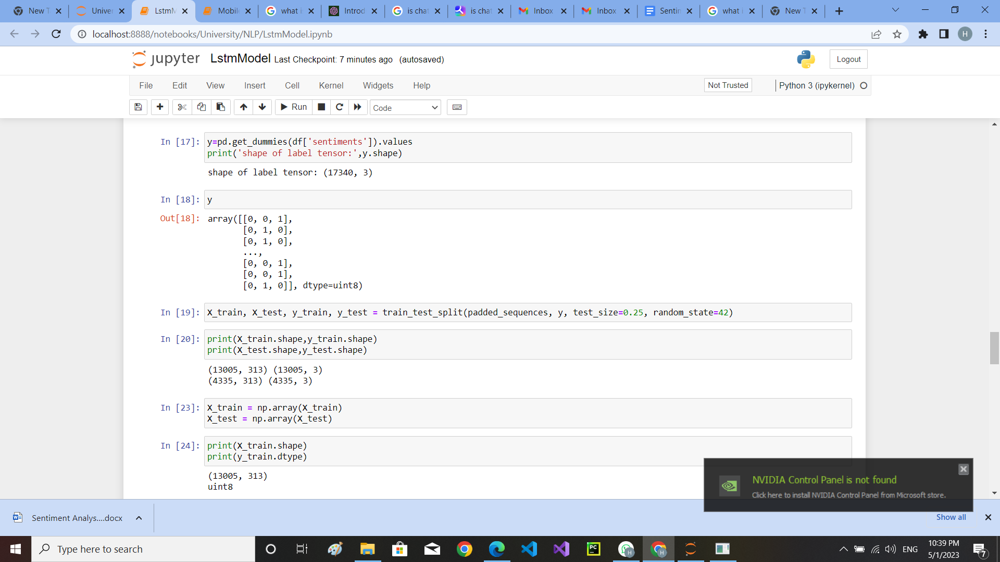 New T
Univer
LstmM
Mobile
what i
Introd
is chat
is chat
Inbox
Inbox
Sentin
what i
New T
localhost:8888/notebooks/University/NLP/LstmModel.ipynb
H
jupyter LstmModel Last Checkpoint: 7 minutes ago (autosaved)
Logout
File Edit View Insert Cell Kernel Widgets Help
Not Trusted
Python 3 (ipykernel)
Run
Code
In [17]: y=pd.get_dummies(df['sentiments']).values
print('shape of label tensor:',y.shape)
shape of label tensor: (17340, 3)
In [18]: y
Out[18]: array([[0, 0, 1],
[0, 1, 0],
[0, 1, 0],
...,
[0, 0, 1],
[0, 0, 1],
[0, 1, 0]], dtype=uint8)
In [19]: X_train, X_test, y_train, y_test = train_test_split(padded_sequences, y, test_size=0.25, random_state=42)
In [20]: print(X_train.shape,y_train.shape)
print(X_test.shape,y_test.shape)
(13005, 313) (13005, 3)
(4335, 313) (4335, 3)
In [23]: X_train = np.array(X_train)
X_test = np.array(X_test)
In [24]: print(X_train.shape)
print(y_train.dtype)
(13005, 313)
uint8
NVIDIA Control Panel is not found
Click here to install NVIDIA Control Panel from Microsoft store.
Sentiment Analys....docx
Show all
Type here to search
PC
H
H
ENG
10:39 PM
5/1/2023
7